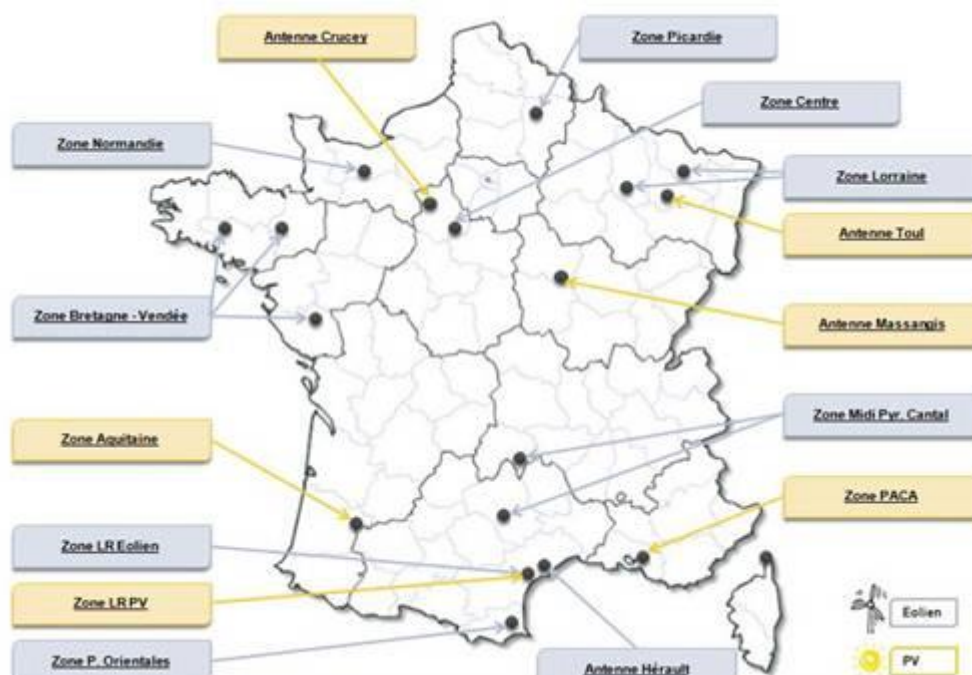 Antenne Crucey
Zone Picardie
Zone Centre
Zone Normandie
Zone Lorraine
Antenne Toul
Zone Bretagne - Vendée
Antenne Massangis
Zone Midi Pyr. Cantal
Zone Aquitaine
Zone PACA
Zone LR Eolien
Zone LR PV
Eolien
Zone P. Orientales
Antenne Hérault
PV